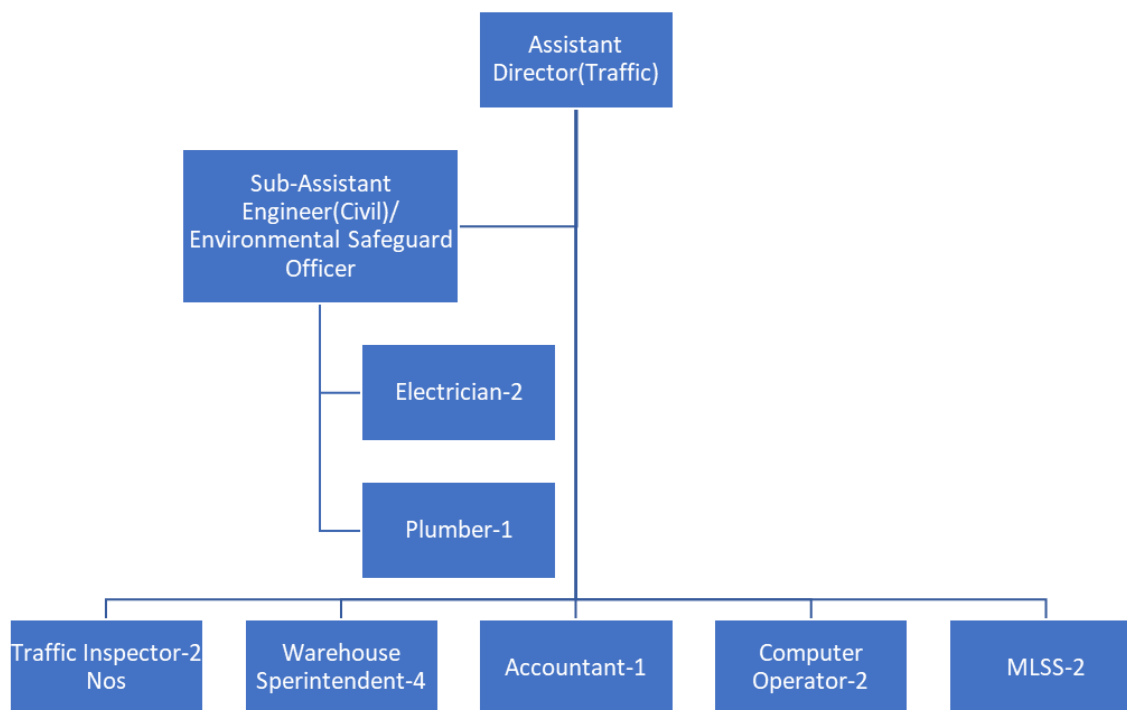 Assistant
Director(Traffic)
Sub-Assistant
Engineer(Civil)/
Environmental Safeguard
Officer
Electrician-2
Plumber-1
Traffic Inspector-2
Nos
Warehouse
Sperintendent-4
Accountant-1
Computer
Operator-2
MLSS-2